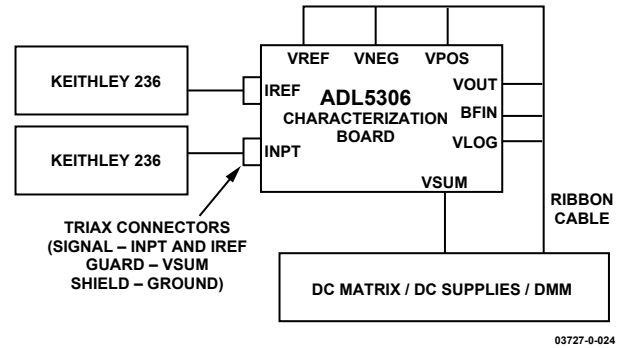 KEITHLEY 236
KEITHLEY 236
VREF VNEG VPOS
IREF
INPT
ADL5306
CHARACTERIZATION
BOARD
VOUT
BFIN
VLOG
VSUM
TRIAX CONNECTORS
(SIGNAL – INPT AND IREF
GUARD – VSUM
SHIELD – GROUND)
RIBBON
CABLE
DC MATRIX / DC SUPPLIES / DMM
03727-0-024